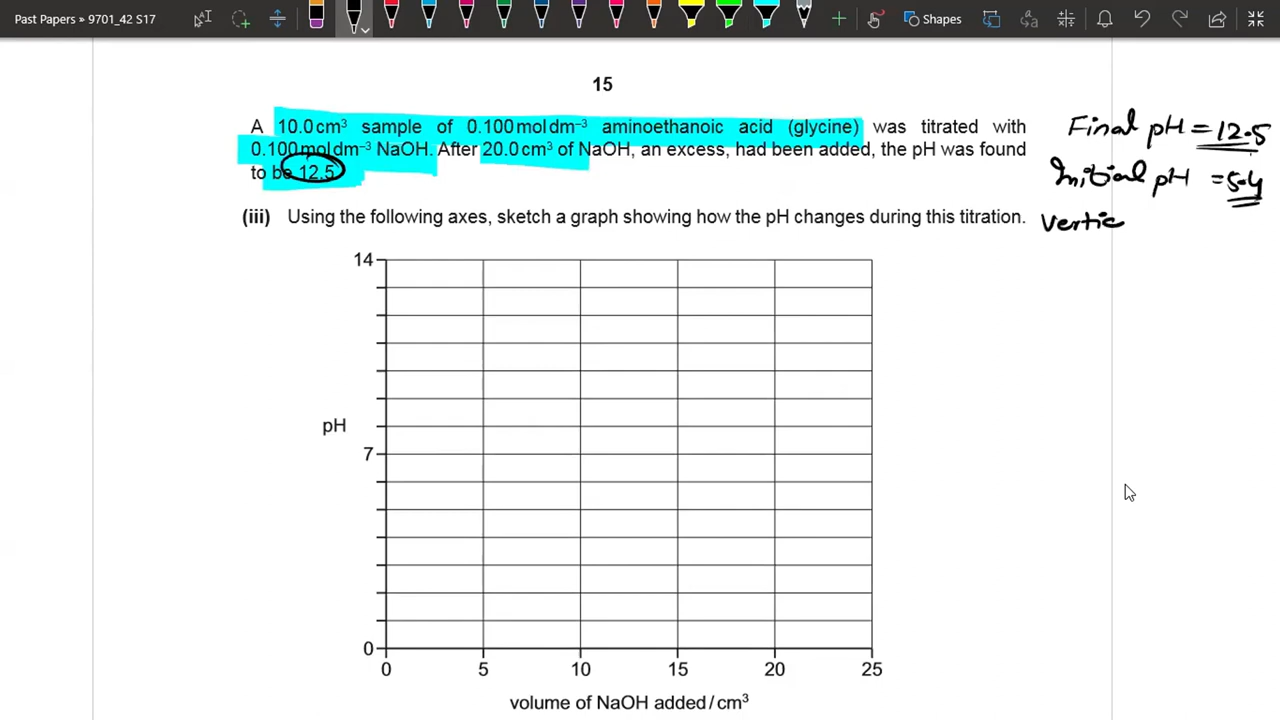 Past Papers » 9701_42 S17
Shapes
15
A 10.0 cm³ sample of 0.100 mol dm⁻³ aminoethanoic acid (glycine) was titrated with
0.100 mol dm⁻³ NaOH. After 20.0 cm³ of NaOH, an excess, had been added, the pH was found
to be 12.5
Final pH = 12.5
Initial pH = 5.4
Vertic
(iii) Using the following axes, sketch a graph showing how the pH changes during this titration.
14
pH
7
0
0 5 10 15 20 25
volume of NaOH added / cm³